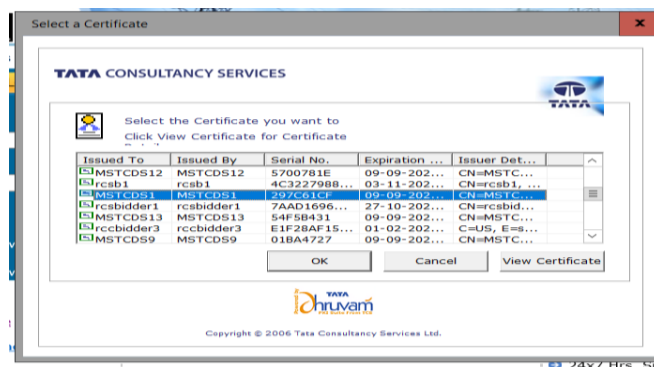 Select a Certificate
x
TATA CONSULTANCY SERVICES
TATA
Select the Certificate you want to
Click View Certificate for Certificate
Issued To Issued By Serial No. Expiration ... Issuer Det...
MSTCDS12 MSTCDS12 5700781E 09-09-202... CN=MSTC...
rcsb1 rcsb1 4C3227988... 03-11-202... CN=rcsb1, ...
MSTCDS1 MSTCDS1 297C61CF 09-09-202... CN=MSTC...
rcsbidder1 rcsbidder1 7AAD1696... 27-10-202... CN=rcsbid...
MSTCDS13 MSTCDS13 54F5B431 09-09-202... CN=MSTC...
rccbidder3 rccbidder3 E1F28AF15... 01-02-202... C=US, E=s...
MSTCDS9 MSTCDS9 01BA4727 09-09-202... CN=MSTC...
OK Cancel View Certificate
TATA
Dhruvam
Copyright © 2006 Tata Consultancy Services Ltd.
24x7 Hrs.